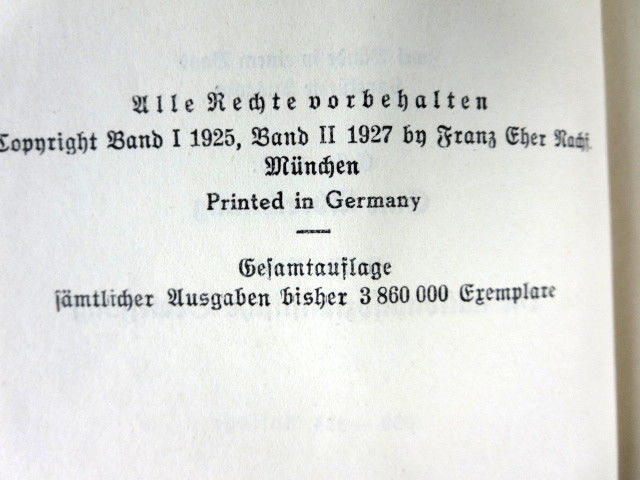 Alle Rechte vorbehalten
Copyright Band I 1925, Band II 1927 by Franz Eher Nachf.
München
Printed in Germany
Gesamtauflage
sämtlicher Ausgaben bisher 3 860 000 Exemplare